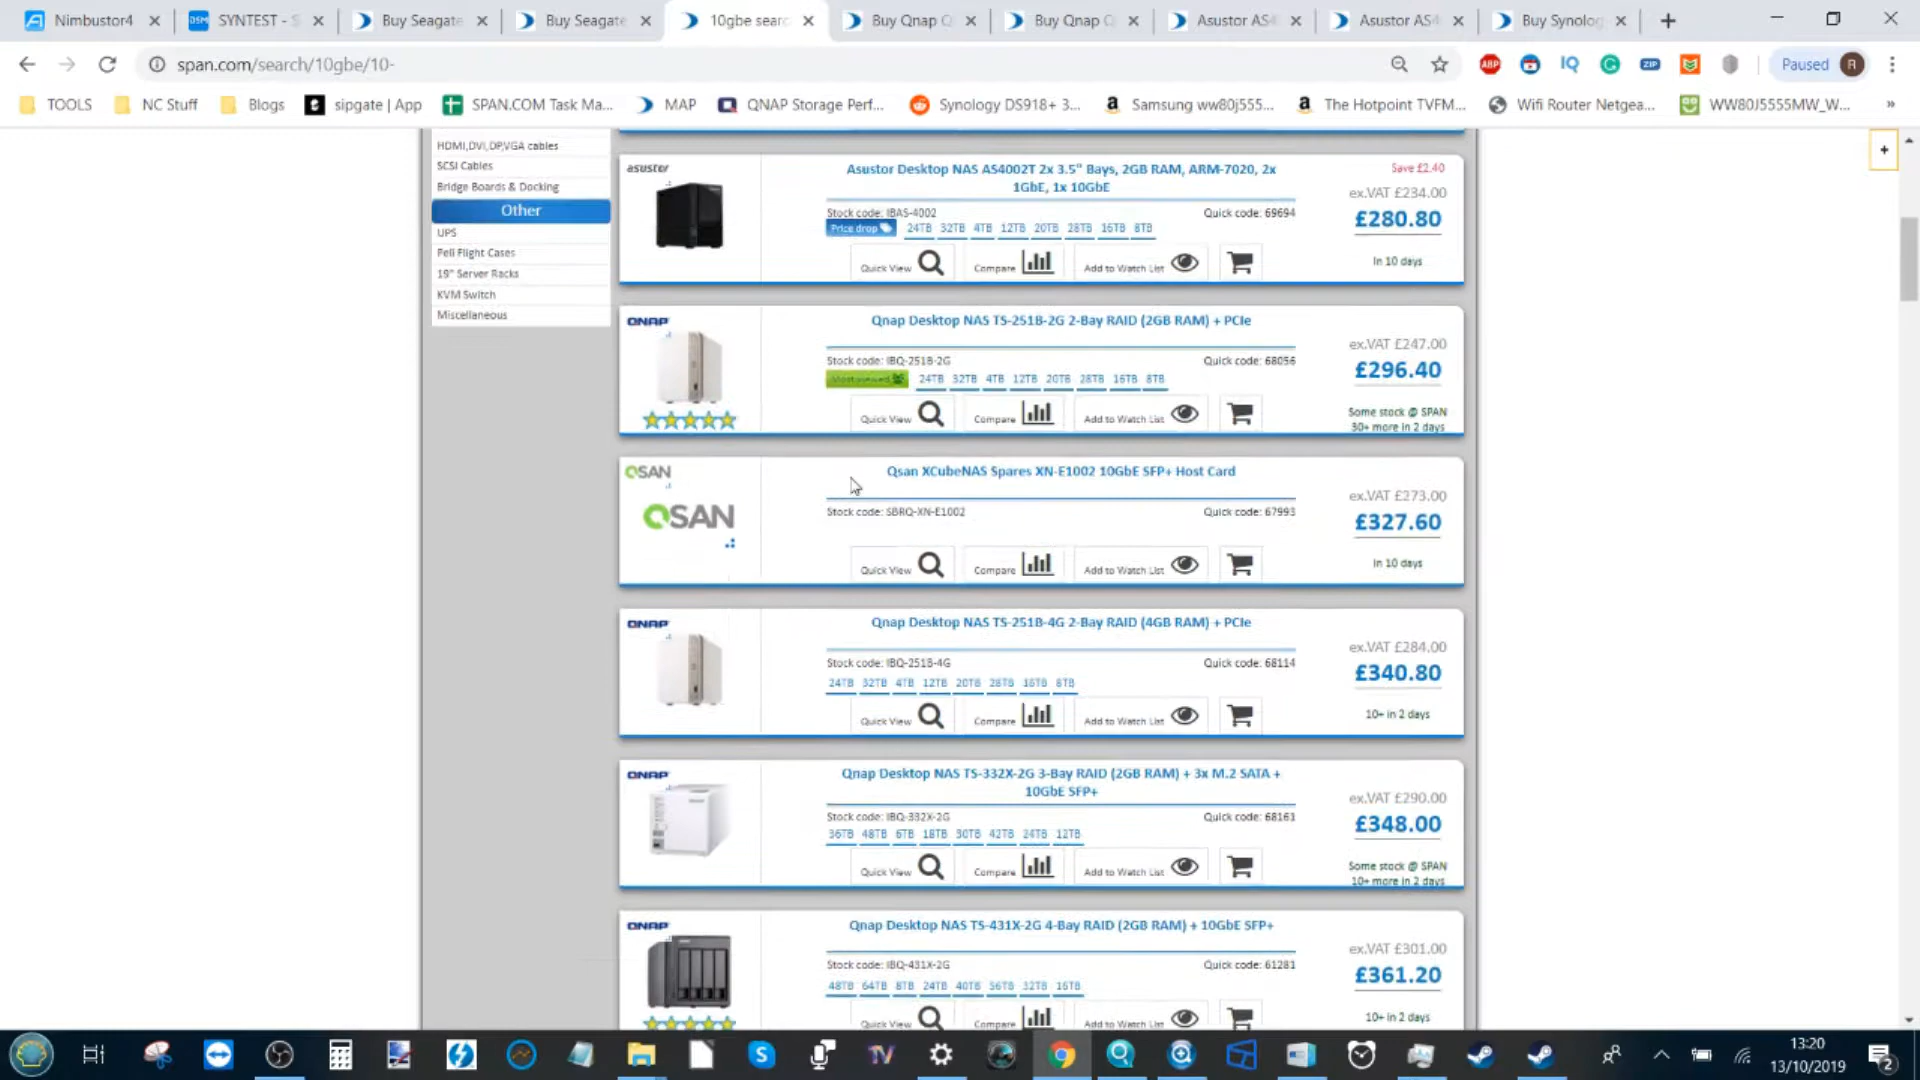 Nimbustor4
DSM
SYNTEST - S
Buy Seagate
Buy Seagate
10gbe searc
Buy Qnap Q
Buy Qnap Q
Asustor AS4
Asustor AS4
Buy Synolog
span.com/search/10gbe/10-
ABP
IQ
ZIP
Paused
R
TOOLS
NC Stuff
Blogs
sipgate | App
SPAN.COM Task Ma...
MAP
QNAP Storage Perf...
Synology DS918+ 3...
Samsung ww80j555...
The Hotpoint TVFM...
Wifi Router Netgea...
WW80J5555MW_W...
»
+
HDMI,DVI,DP,VGA cables
SCSI Cables
Bridge Boards & Docking
Other
UPS
Peli Flight Cases
19" Server Racks
KVM Switch
Miscellaneous
asustor
Asustor Desktop NAS AS4002T 2x 3.5" Bays, 2GB RAM, ARM-7020, 2x
1GbE, 1x 10GbE
Stock code: IBAS-4002
Quick code: 69694
Price drop
24TB 32TB 4TB 12TB 20TB 28TB 16TB 8TB
Quick View
Compare
Add to Watch List
Save £2.40
ex.VAT £234.00
£280.80
In 10 days
QNAP
Qnap Desktop NAS TS-251B-2G 2-Bay RAID (2GB RAM) + PCIe
Stock code: IBQ-251B-2G
Quick code: 68056
Most viewed
24TB 32TB 4TB 12TB 20TB 28TB 16TB 8TB
Quick View
Compare
Add to Watch List
ex.VAT £247.00
£296.40
Some stock @ SPAN
30+ more in 2 days
QSAN
QSAN
Qsan XCubeNAS Spares XN-E1002 10GbE SFP+ Host Card
Stock code: SBRQ-XN-E1002
Quick code: 67993
Quick View
Compare
Add to Watch List
ex.VAT £273.00
£327.60
In 10 days
QNAP
Qnap Desktop NAS TS-251B-4G 2-Bay RAID (4GB RAM) + PCIe
Stock code: IBQ-251B-4G
Quick code: 68114
24TB 32TB 4TB 12TB 20TB 28TB 16TB 8TB
Quick View
Compare
Add to Watch List
ex.VAT £284.00
£340.80
10+ in 2 days
QNAP
Qnap Desktop NAS TS-332X-2G 3-Bay RAID (2GB RAM) + 3x M.2 SATA +
10GbE SFP+
Stock code: IBQ-332X-2G
Quick code: 68161
36TB 48TB 6TB 18TB 30TB 42TB 24TB 12TB
Quick View
Compare
Add to Watch List
ex.VAT £290.00
£348.00
Some stock @ SPAN
10+ more in 2 days
QNAP
Qnap Desktop NAS TS-431X-2G 4-Bay RAID (2GB RAM) + 10GbE SFP+
Stock code: IBQ-431X-2G
Quick code: 61281
48TB 64TB 8TB 24TB 40TB 56TB 32TB 16TB
Quick View
Compare
Add to Watch List
ex.VAT £301.00
£361.20
10+ in 2 days
13:20
13/10/2019
2